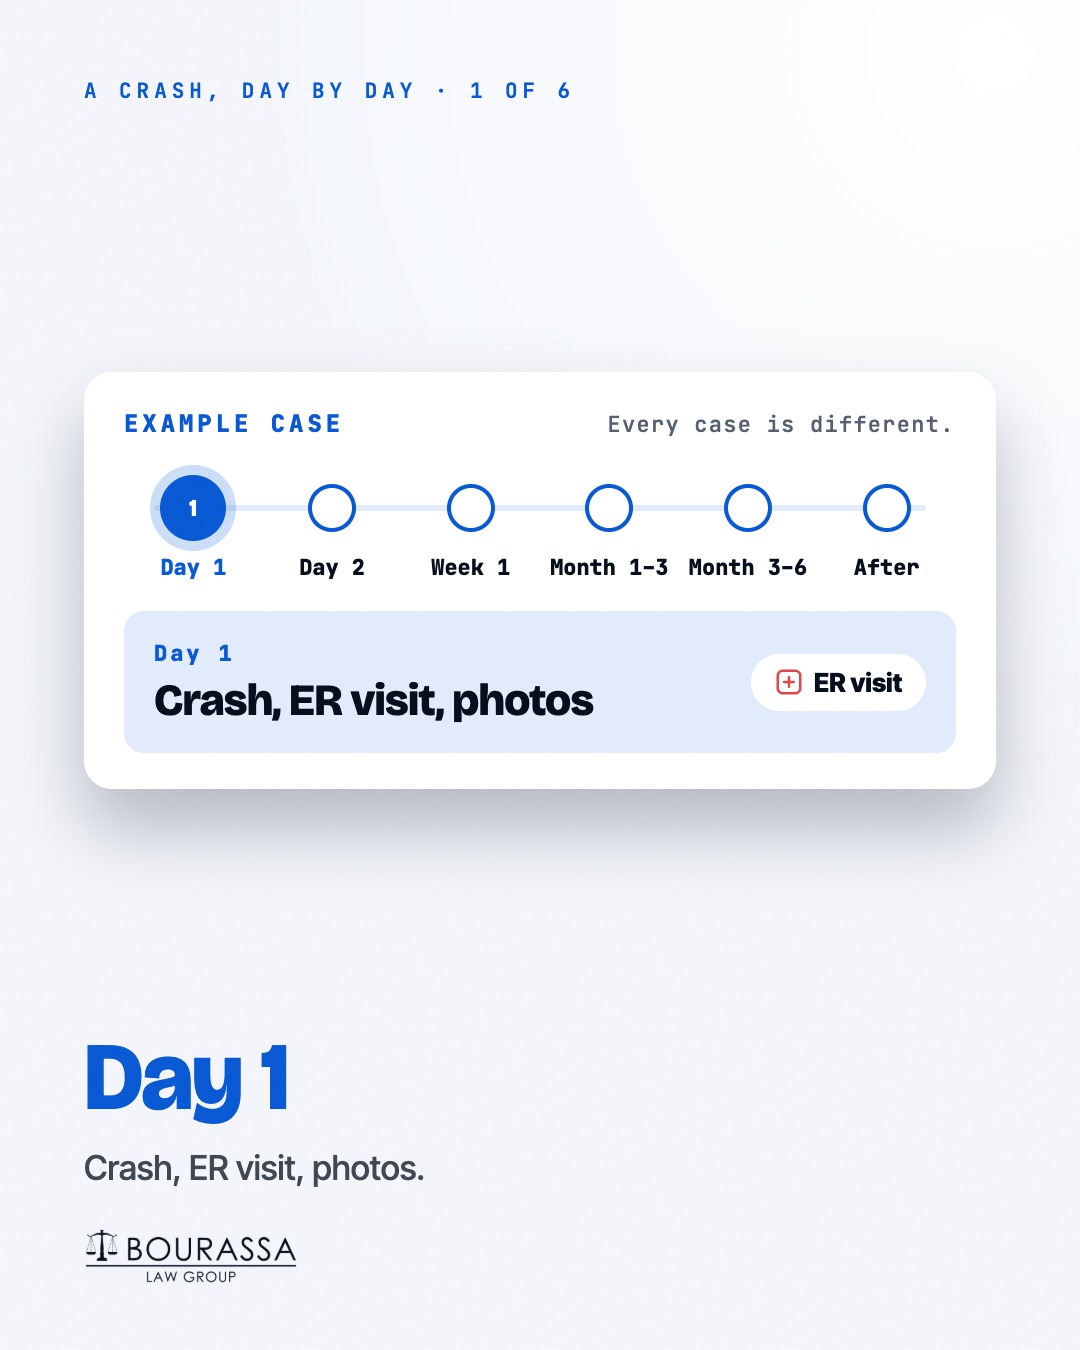 A CRASH, DAY BY DAY · 1 OF 6
EXAMPLE CASE
Every case is different.
1
Day 1
Day 2
Week 1
Month 1–3
Month 3–6
After
Day 1
Crash, ER visit, photos
ER visit
Day 1
Crash, ER visit, photos.
BOURASSA
LAW GROUP